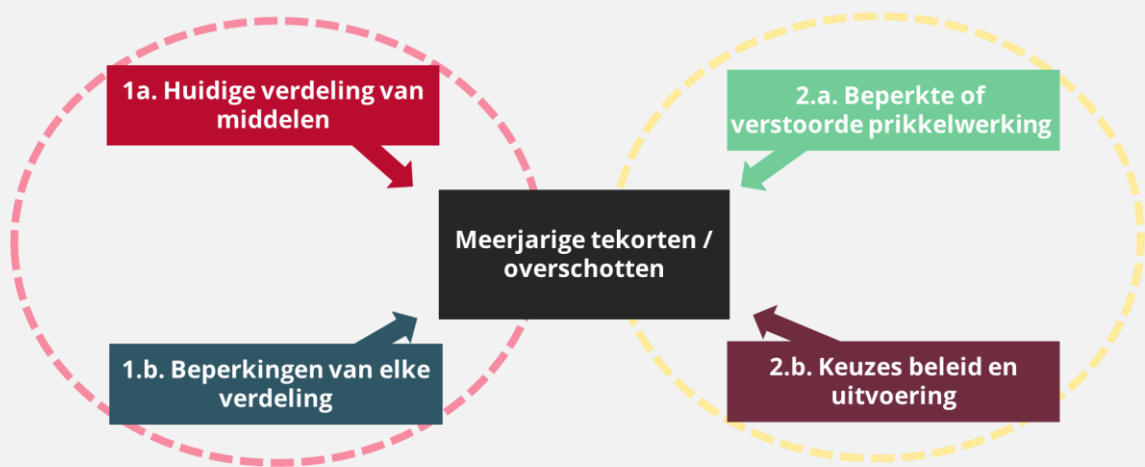 1a. Huidige verdeling van
middelen
2.a. Beperkte of
verstoorde prikkelwerking
Meerjarige tekorten /
overschotten
1.b. Beperkingen van elke
verdeling
2.b. Keuzes beleid en
uitvoering